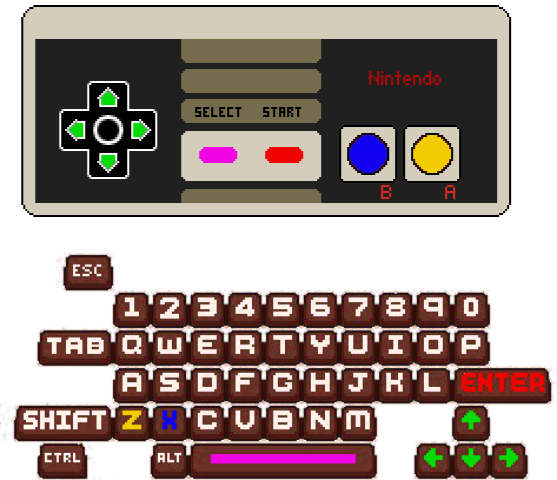 Nintendo
SELECT START
B A
ESC
1 2 3 4 5 6 7 8 9 0
TAB Q W E R T Y U I O P
A S D F G H J K L ENTER
SHIFT Z X C V B N M
CTRL ALT